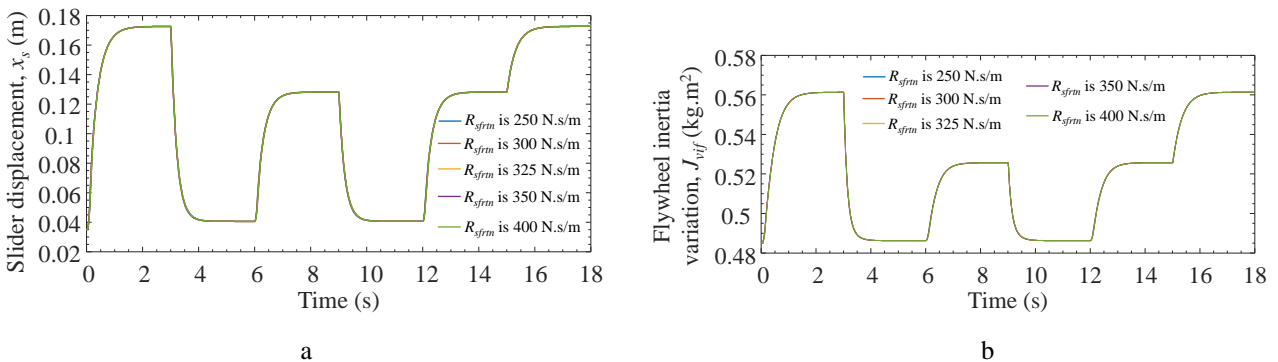 0.18
0.16
0.14
0.12
0.1
0.08
0.06
0.04
0.02
Slider displacement, x_s (m)
R_sfrtn is 250 N.s/m
R_sfrtn is 300 N.s/m
R_sfrtn is 325 N.s/m
R_sfrtn is 350 N.s/m
R_sfrtn is 400 N.s/m
0 2 4 6 8 10 12 14 16 18
Time (s)
a
0.58
0.56
0.54
0.52
0.5
0.48
Flywheel inertia
variation, J_vif (kg.m²)
R_sfrtn is 250 N.s/m
R_sfrtn is 300 N.s/m
R_sfrtn is 325 N.s/m
R_sfrtn is 350 N.s/m
R_sfrtn is 400 N.s/m
0 2 4 6 8 10 12 14 16 18
Time (s)
b